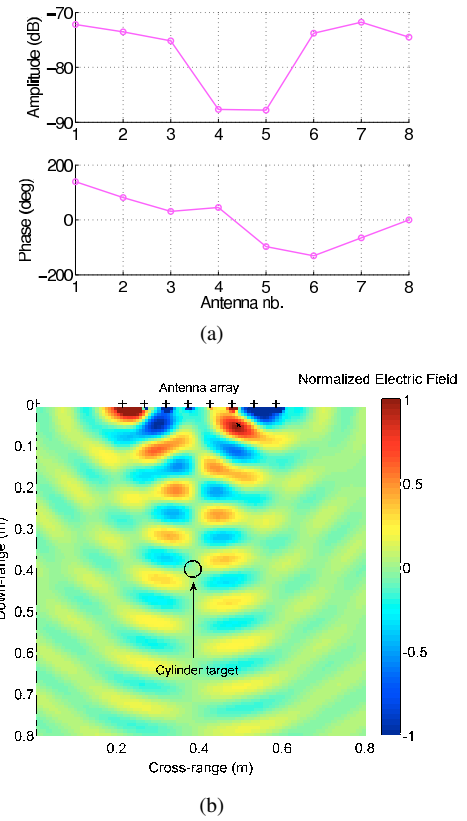 −70
−80
−90
Amplitude (dB)
1 2 3 4 5 6 7 8
200
0
−200
Phase (deg)
1 2 3 4 5 6 7 8
Antenna nb.
(a)
Normalized Electric Field
Antenna array
0
0.1
0.2
0.3
0.4
0.5
0.6
0.7
0.8
(m)
Cylinder target
0.2 0.4 0.6 0.8
Cross-range (m)
1
0.5
0
-0.5
-1
(b)